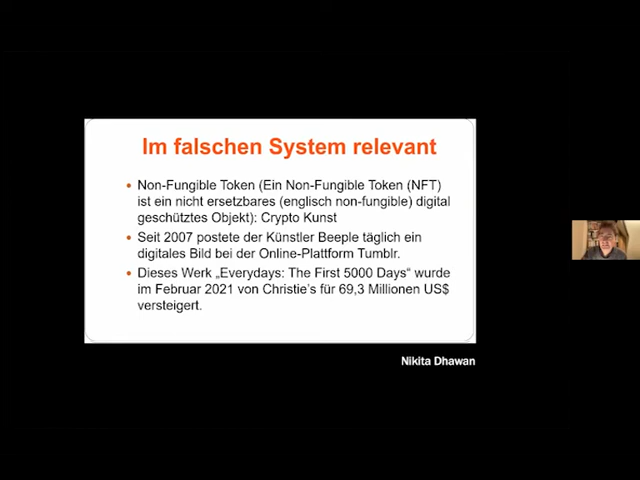 Im falschen System relevant
• Non-Fungible Token (Ein Non-Fungible Token (NFT)
ist ein nicht ersetzbares (englisch non-fungible) digital
geschütztes Objekt): Crypto Kunst
• Seit 2007 postete der Künstler Beeple täglich ein
digitales Bild bei der Online-Plattform Tumblr.
• Dieses Werk „Everydays: The First 5000 Days“ wurde
im Februar 2021 von Christie’s für 69,3 Millionen US$
versteigert.
Nikita Dhawan